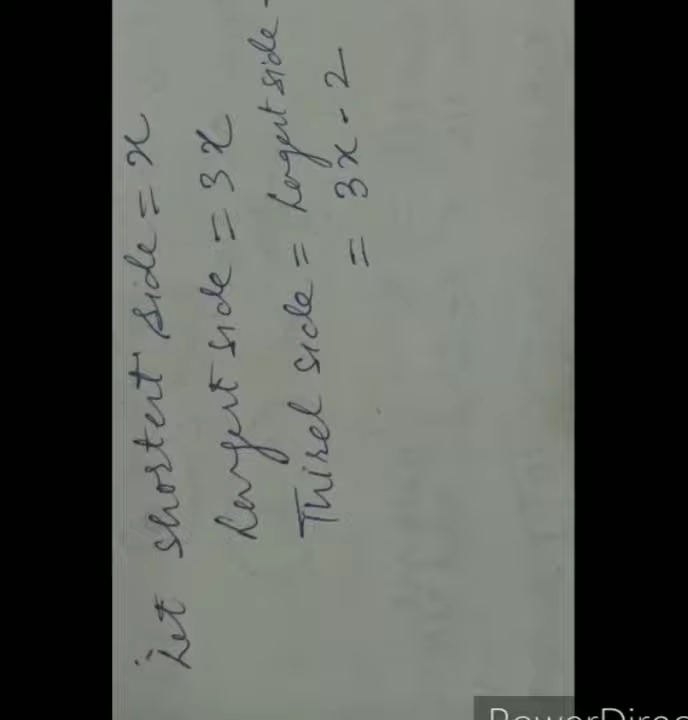 Let shortest side = x
Longest side = 3x
Third side = Longest side -
= 3x - 2
PowerDirec